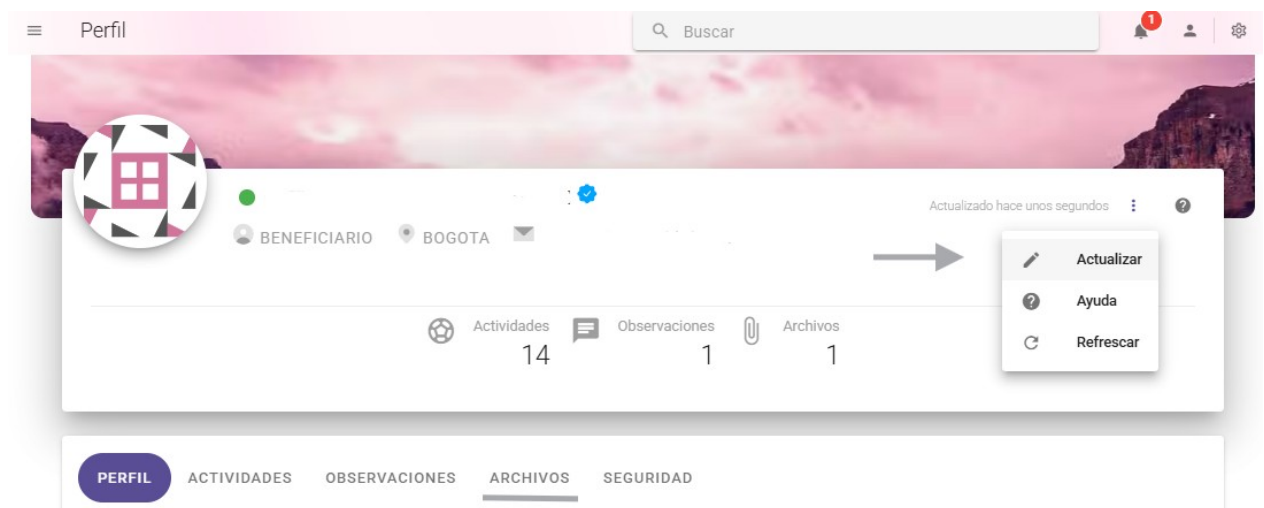 Perfil
Buscar
1
Actualizado hace unos segundos
BENEFICIARIO BOGOTA
Actualizar
Ayuda
Refrescar
Actividades Observaciones Archivos
14 1 1
PERFIL ACTIVIDADES OBSERVACIONES ARCHIVOS SEGURIDAD